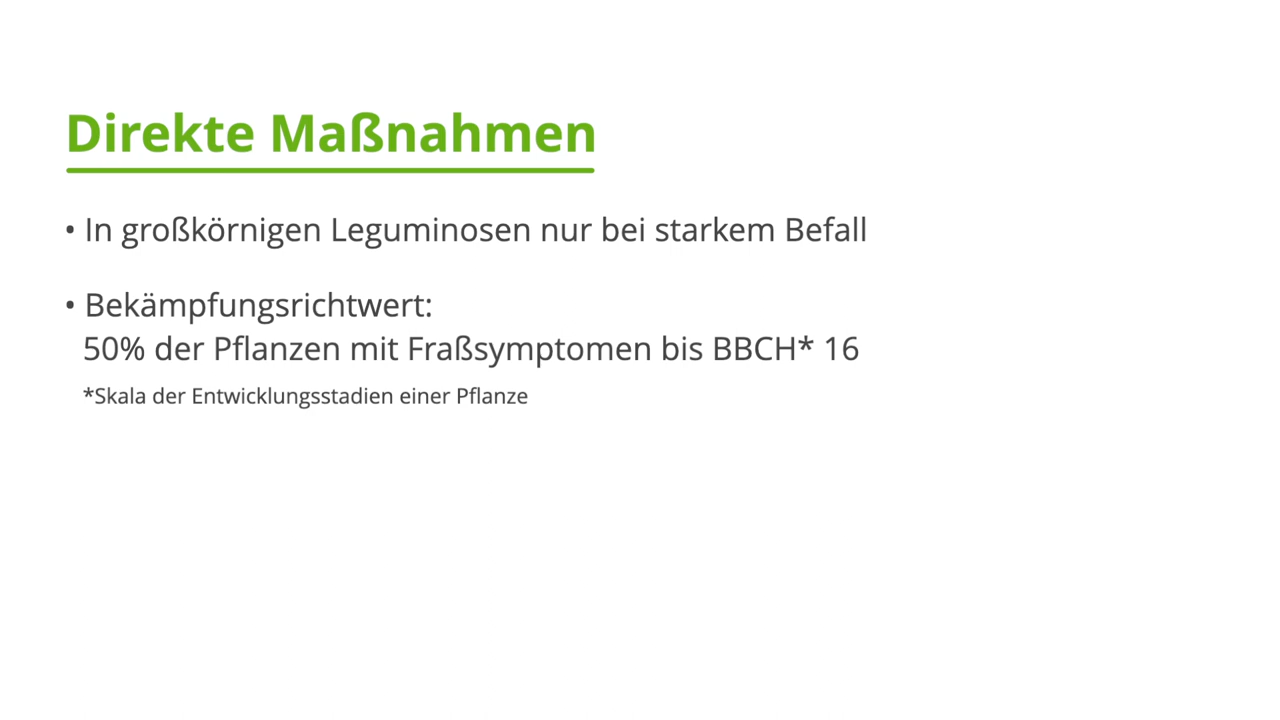 Direkte Maßnahmen
• In großkörnigen Leguminosen nur bei starkem Befall
• Bekämpfungsrichtwert:
50% der Pflanzen mit Fraßsymptomen bis BBCH* 16
*Skala der Entwicklungsstadien einer Pflanze